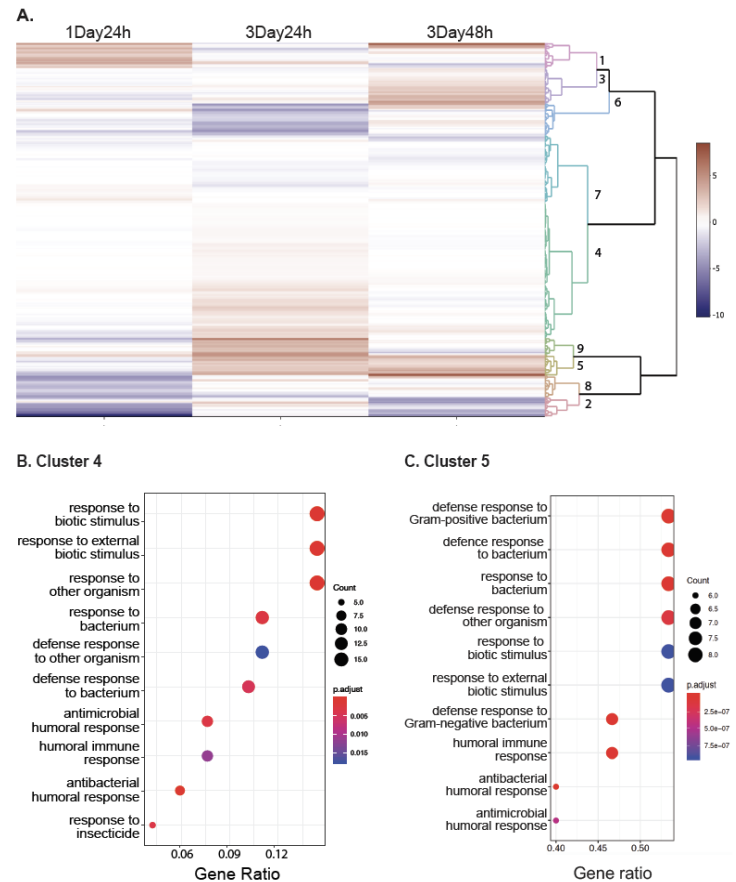 A.
1Day24h 3Day24h 3Day48h
1
3
6
7
4
9
5
8
2
5
0
-5
-10
B. Cluster 4
response to
biotic stimulus
response to external
biotic stimulus
response to
other organism
response to
bacterium
defense response
to other organism
defense response
to bacterium
antimicrobial
humoral response
humoral immune
response
antibacterial
humoral response
response to
insecticide
0.06 0.09 0.12
Gene Ratio
Count
5.0
7.5
10.0
12.5
15.0
p.adjust
0.005
0.010
0.015
C. Cluster 5
defense response to
Gram-positive bacterium
defence response
to bacterium
response to
bacterium
defense response to
other organism
response to
biotic stimulus
response to external
biotic stimulus
defense response to
Gram-negative bacterium
humoral immune
response
antibacterial
humoral response
antimicrobial
humoral response
0.40 0.45 0.50
Gene ratio
Count
6.0
6.5
7.0
7.5
8.0
p.adjust
2.5e-07
5.0e-07
7.5e-07